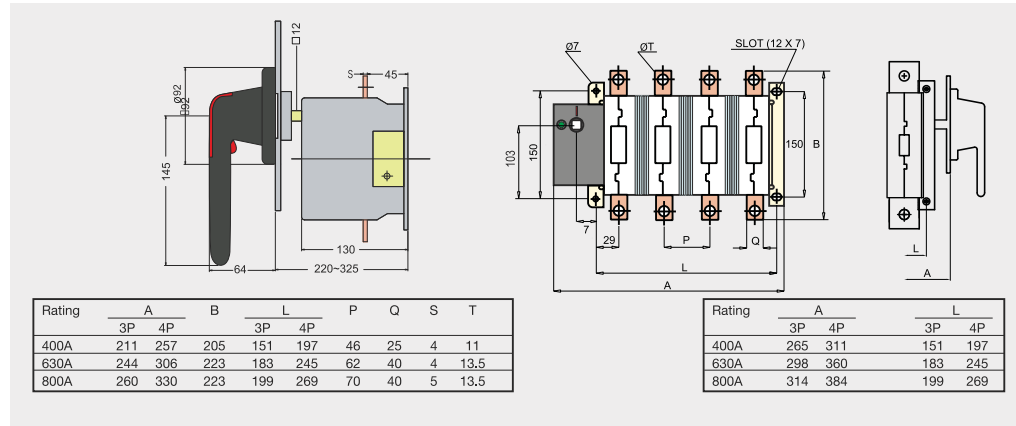 □12
S
45
Ø92
□92
145
130
64
220~325
Ø7
ØT
SLOT (12 X 7)
103
150
150
B
7
29
P
Q
L
A
L
A
Rating A B L P Q S T
3P 4P 3P 4P
400A 211 257 205 151 197 46 25 4 11
630A 244 306 223 183 245 62 40 4 13.5
800A 260 330 223 199 269 70 40 5 13.5
Rating A L
3P 4P 3P 4P
400A 265 311 151 197
630A 298 360 183 245
800A 314 384 199 269